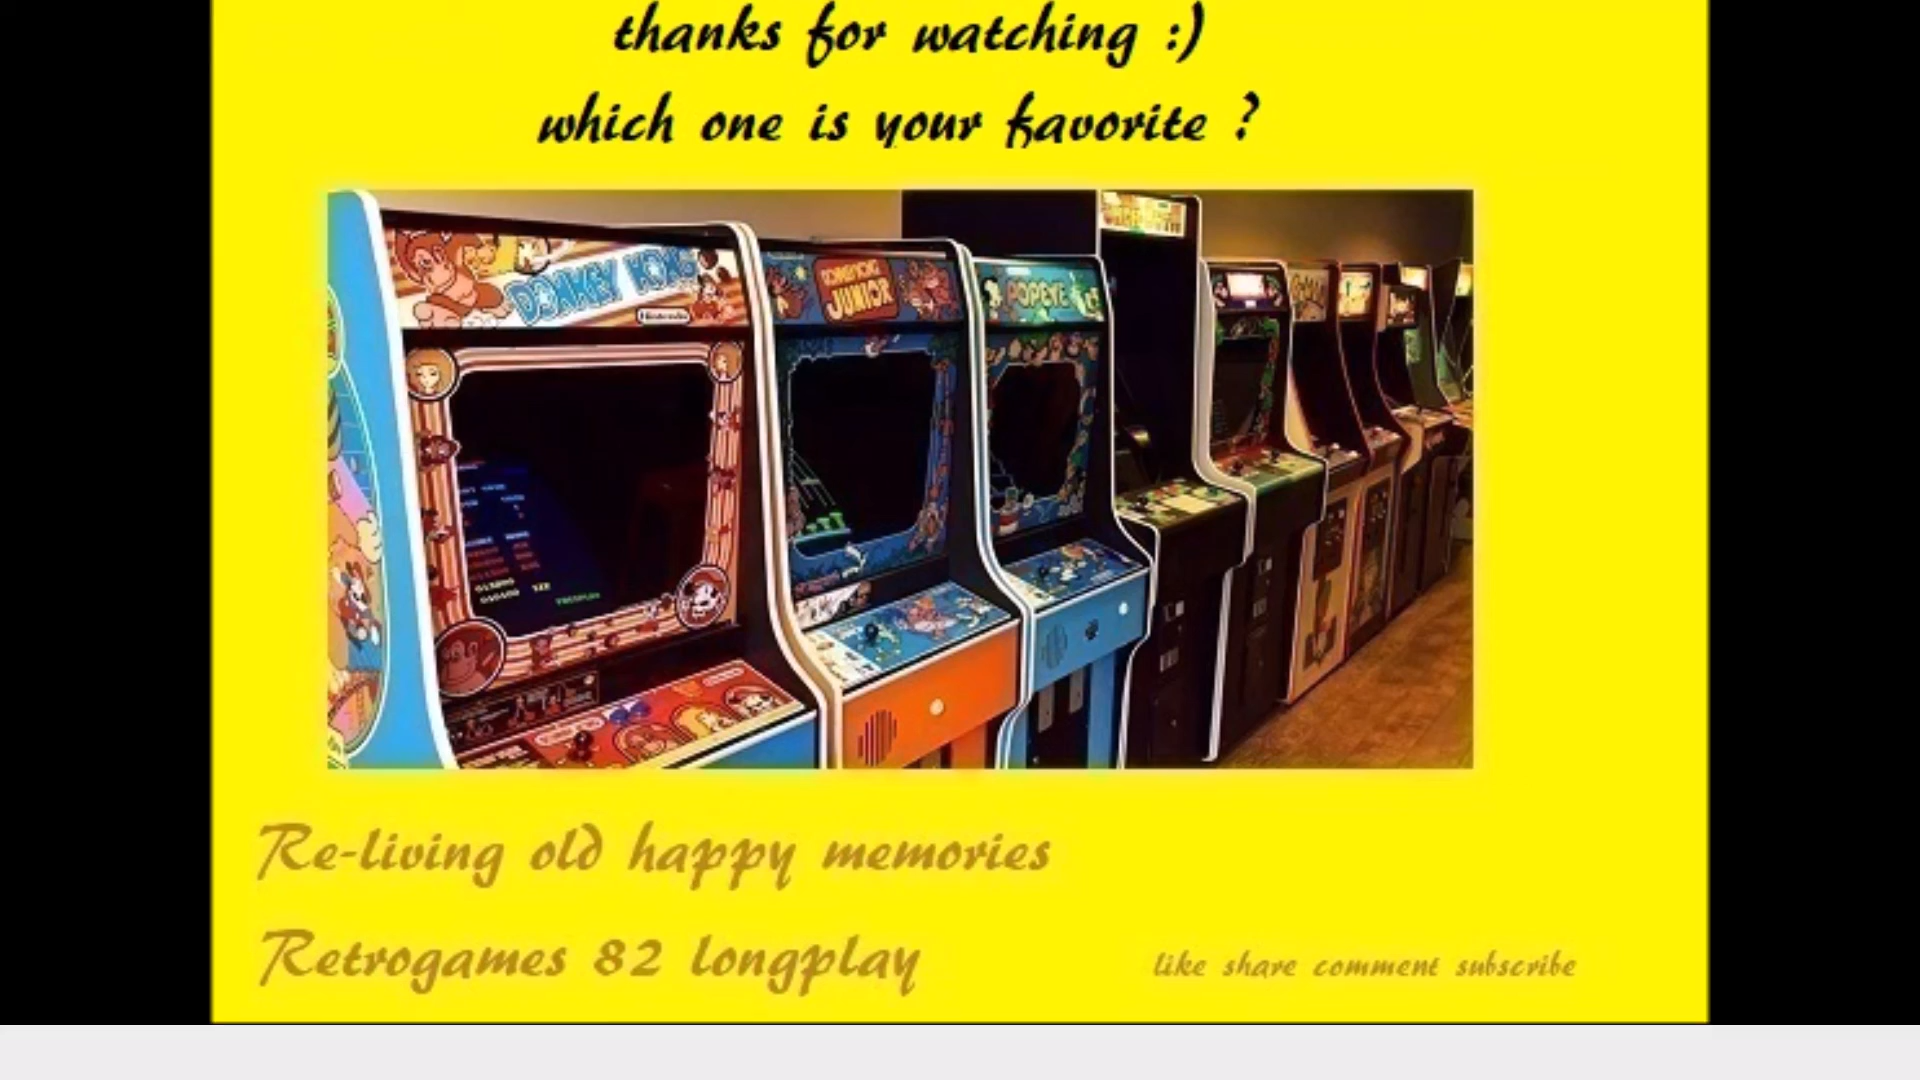 thanks for watching :)
which one is your favorite ?
DONKEY KONG
Nintendo
DONKEY KONG
JUNIOR
POPEYE
Re-living old happy memories
Retrogames 82 longplay
like share comment subscribe